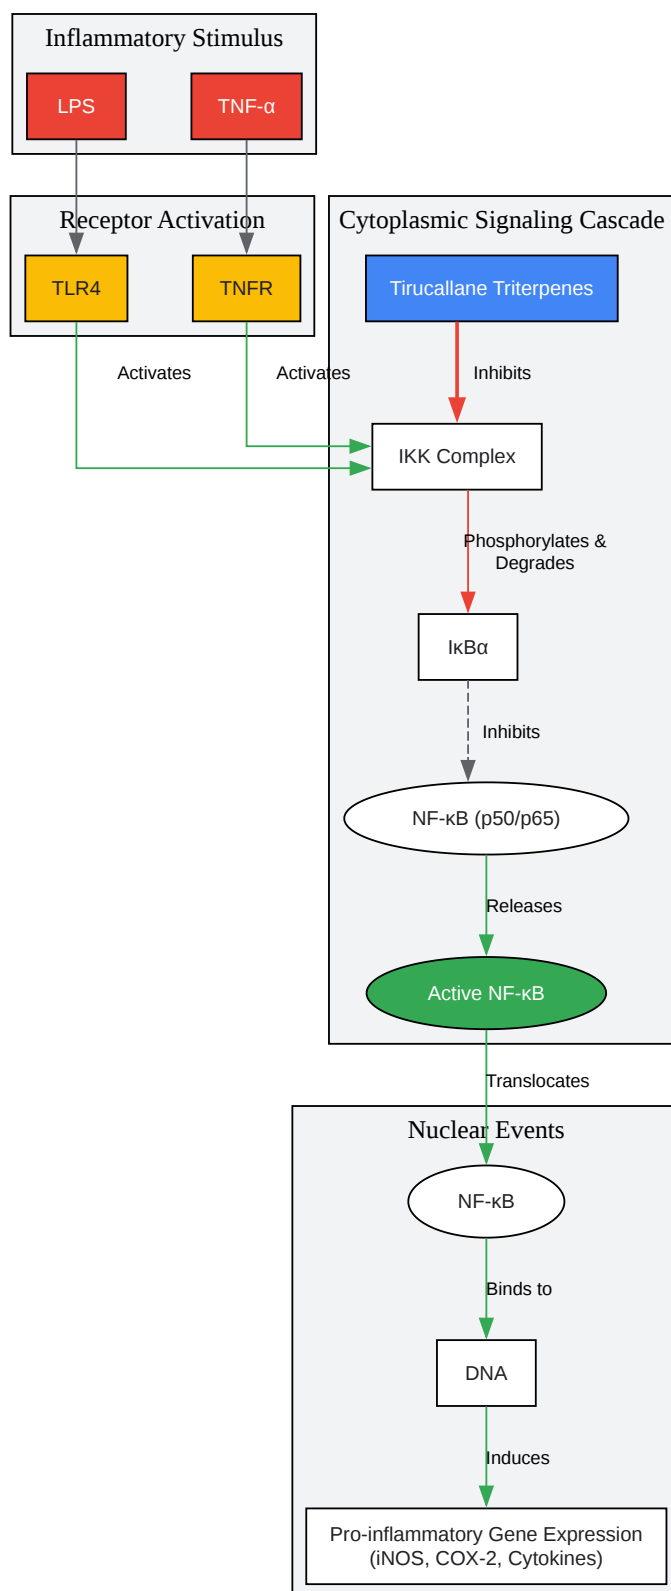 Inflammatory Stimulus
LPS
TNF-α
Receptor Activation
TLR4
TNFR
Activates
Activates
Cytoplasmic Signaling Cascade
Tirucallane Triterpenes
Inhibits
IKK Complex
Phosphorylates &
Degrades
IκBα
Inhibits
NF-κB (p50/p65)
Releases
Active NF-κB
Translocates
Nuclear Events
NF-κB
Binds to
DNA
Induces
Pro-inflammatory Gene Expression
(iNOS, COX-2, Cytokines)